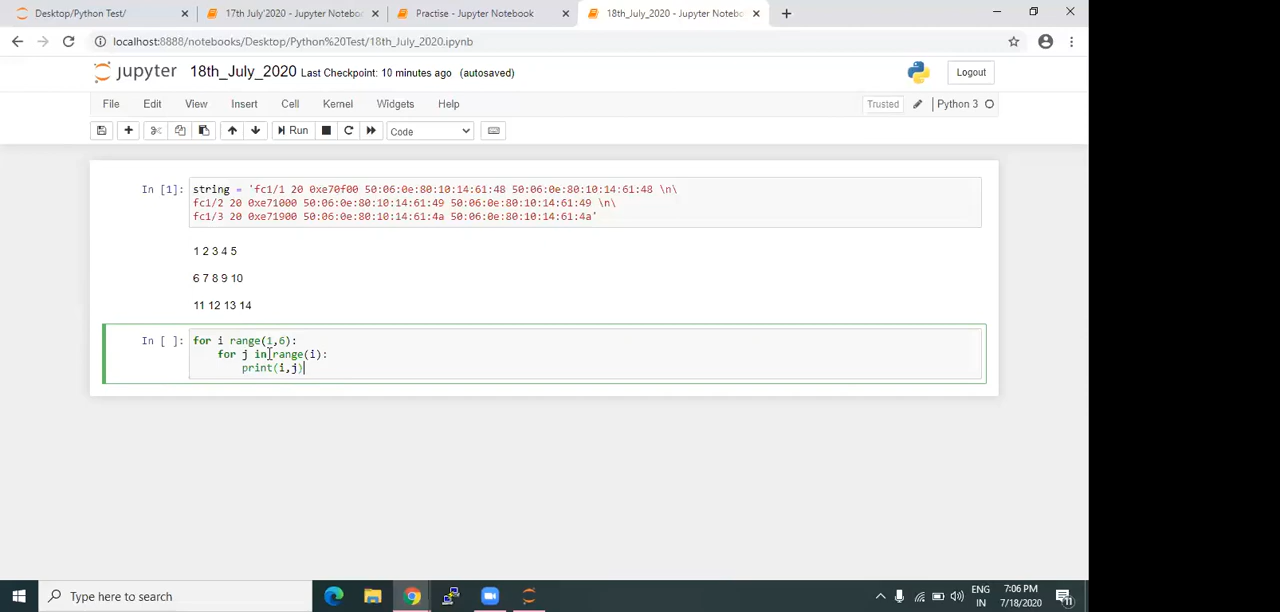 Desktop/Python Test/
17th July'2020 - Jupyter Noteboo
Practise - Jupyter Notebook
18th_July_2020 - Jupyter Notebo
localhost:8888/notebooks/Desktop/Python%20Test/18th_July_2020.ipynb
jupyter 18th_July_2020 Last Checkpoint: 10 minutes ago (autosaved)
Logout
File Edit View Insert Cell Kernel Widgets Help
Trusted
Python 3
Run
Code
In [1]:
string = 'fc1/1 20 0xe70f00 50:06:0e:80:10:14:61:48 50:06:0e:80:10:14:61:48 \n\
fc1/2 20 0xe71000 50:06:0e:80:10:14:61:49 50:06:0e:80:10:14:61:49 \n\
fc1/3 20 0xe71900 50:06:0e:80:10:14:61:4a 50:06:0e:80:10:14:61:4a'
1 2 3 4 5
6 7 8 9 10
11 12 13 14
In [ ]:
for i range(1,6):
for j in range(i):
print(i,j)
Type here to search
ENG
IN
7:06 PM
7/18/2020
11